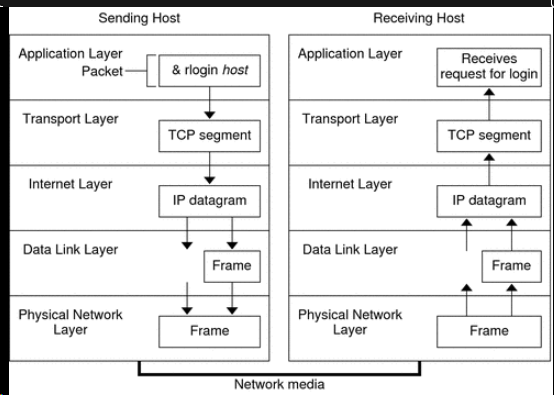 Sending Host
Receiving Host
Application Layer
Packet
& rlogin host
Application Layer
Receives
request for login
Transport Layer
TCP segment
Transport Layer
TCP segment
Internet Layer
IP datagram
Internet Layer
IP datagram
Data Link Layer
Frame
Data Link Layer
Frame
Physical Network
Layer
Frame
Physical Network
Layer
Frame
Network media